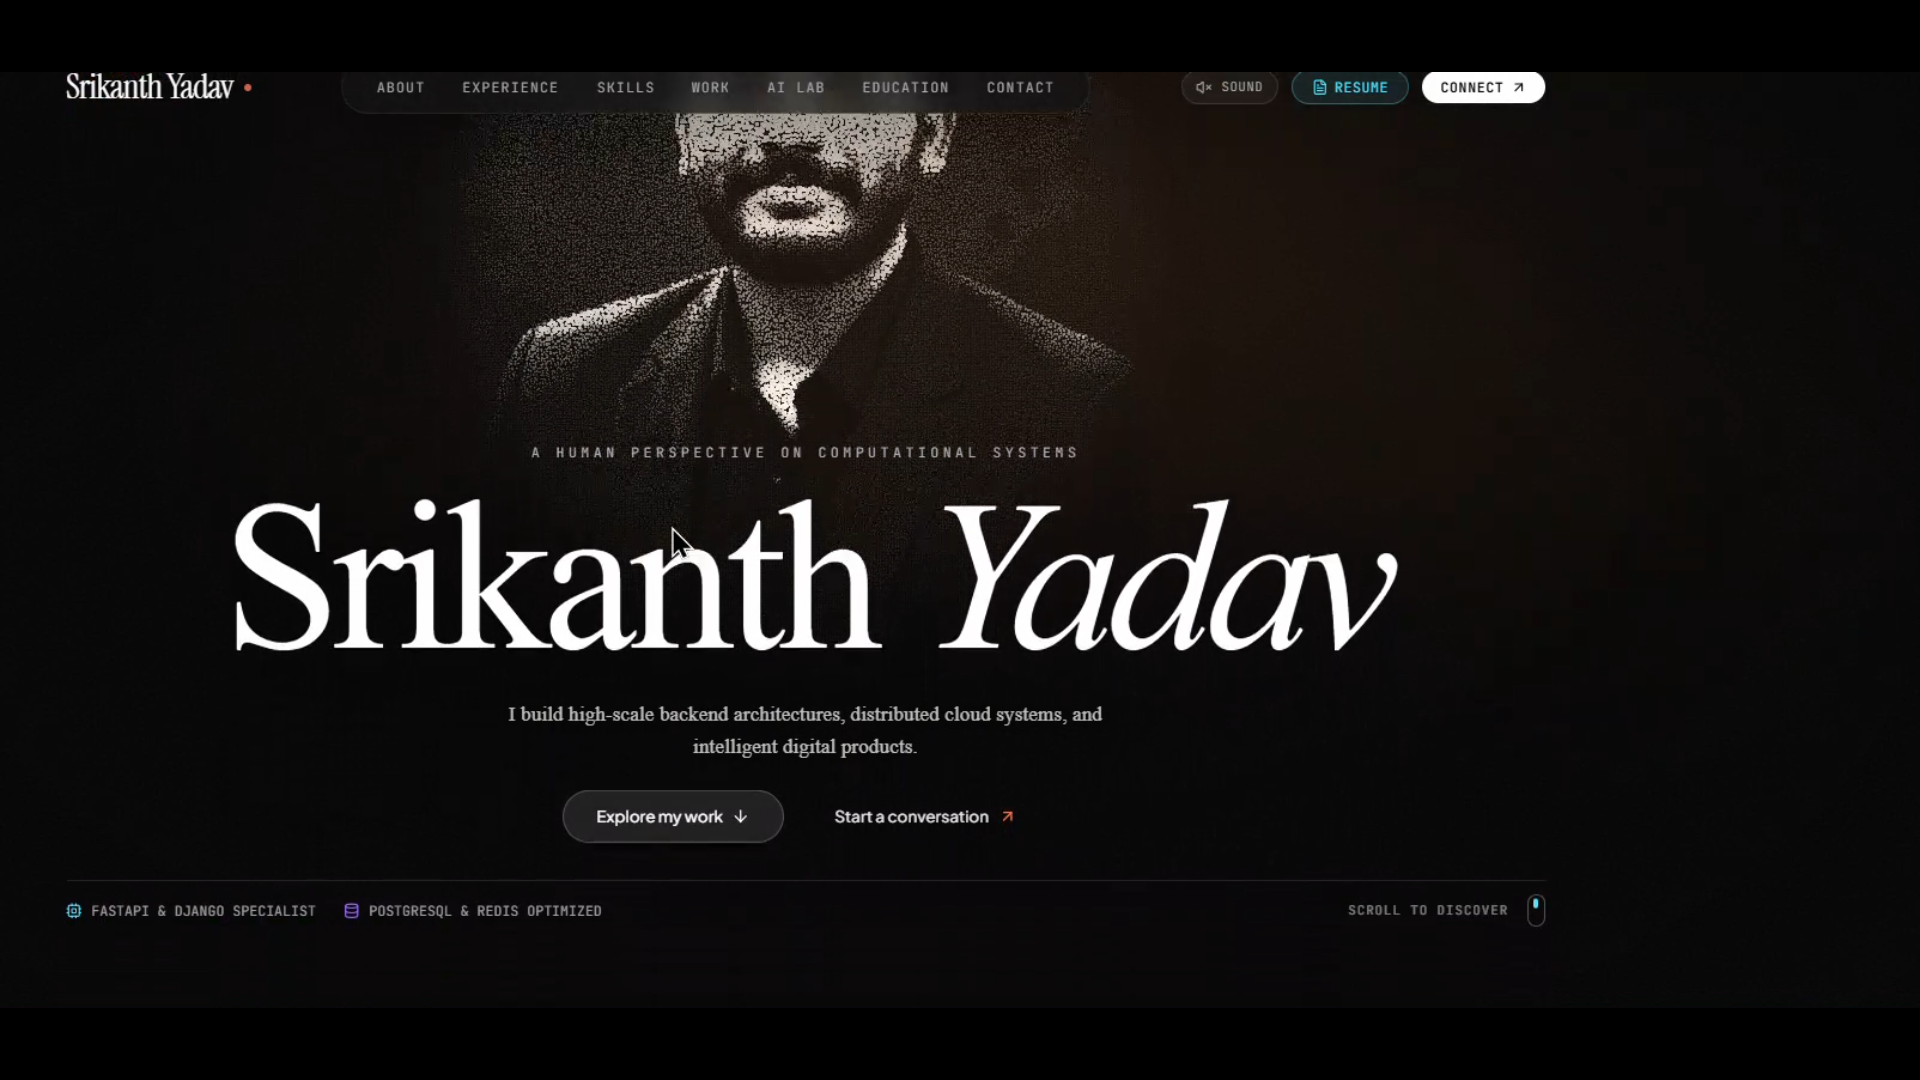 Srikanth Yadav
ABOUT EXPERIENCE SKILLS WORK AI LAB EDUCATION CONTACT
SOUND
RESUME
CONNECT
A HUMAN PERSPECTIVE ON COMPUTATIONAL SYSTEMS
Srikanth Yadav
I build high-scale backend architectures, distributed cloud systems, and
intelligent digital products.
Explore my work
Start a conversation
FASTAPI & DJANGO SPECIALIST
POSTGRESQL & REDIS OPTIMIZED
SCROLL TO DISCOVER